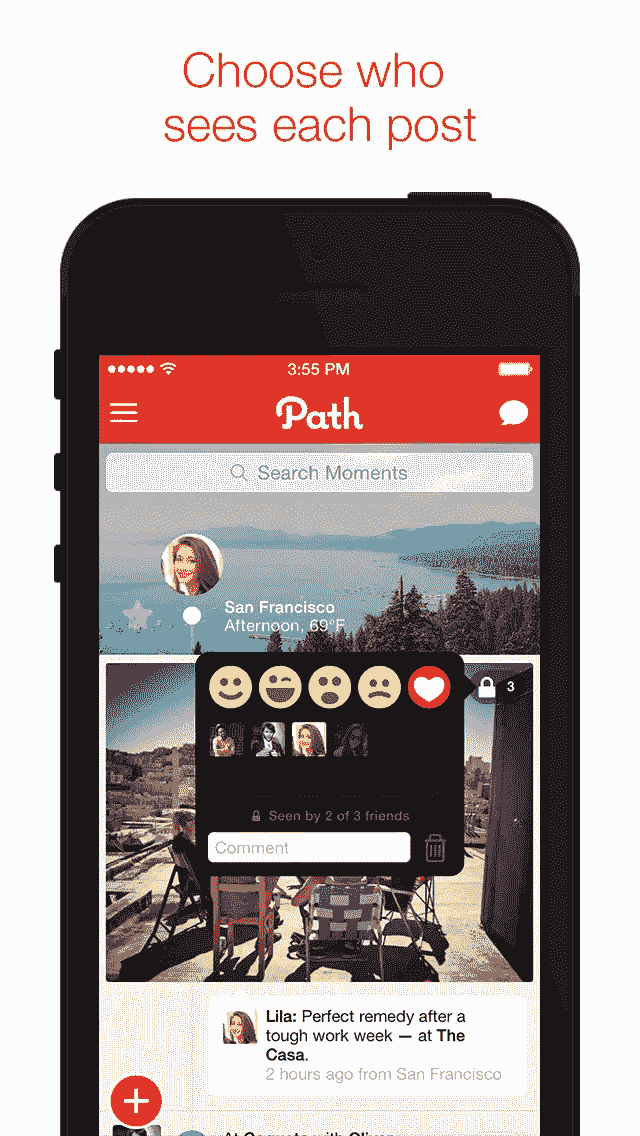 Choose who
sees each post
3:55 PM
Path
Search Moments
San Francisco
Afternoon, 69°F
3
Seen by 2 of 3 friends
Comment
Lila: Perfect remedy after a
tough work week — at The
Casa.
2 hours ago from San Francisco